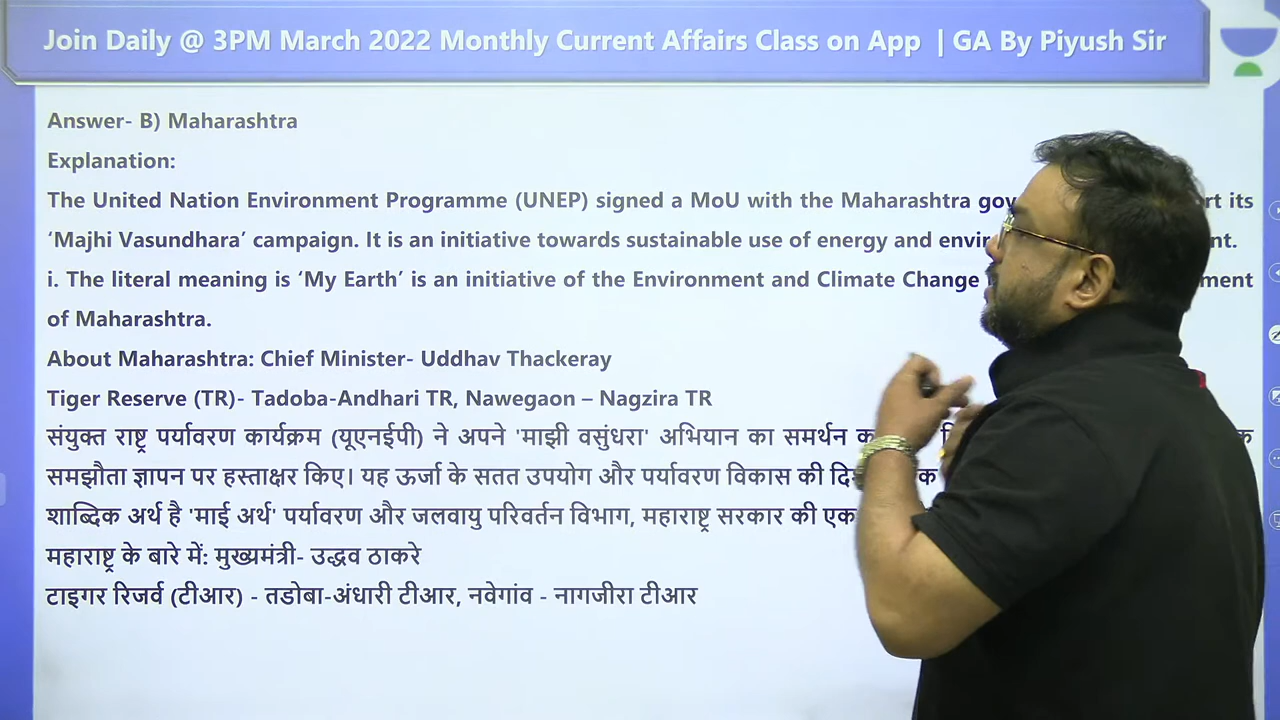 Join Daily @ 3PM March 2022 Monthly Current Affairs Class on App | GA By Piyush Sir
Answer- B) Maharashtra
Explanation:
The United Nation Environment Programme (UNEP) signed a MoU with the Maharashtra its
‘Majhi Vasundhara’ campaign. It is an initiative towards sustainable use of energy and
i. The literal meaning is ‘My Earth’ is an initiative of the Environment and Climate Change
of Maharashtra.
About Maharashtra: Chief Minister- Uddhav Thackeray
Tiger Reserve (TR)- Tadoba-Andhari TR, Nawegaon – Nagzira TR
संयुक्त राष्ट्र पर्यावरण कार्यक्रम (यूएनईपी) ने अपने 'माझी वसुंधरा' अभियान का समर्थन
समझौता ज्ञापन पर हस्ताक्षर किए। यह ऊर्जा के सतत उपयोग और पर्यावरण विकास की
शाब्दिक अर्थ है 'माई अर्थ' पर्यावरण और जलवायु परिवर्तन विभाग, महाराष्ट्र सरकार की एक
महाराष्ट्र के बारे में: मुख्यमंत्री- उद्धव ठाकरे
टाइगर रिजर्व (टीआर) - तडोबा-अंधारी टीआर, नवेगांव - नागजीरा टीआर